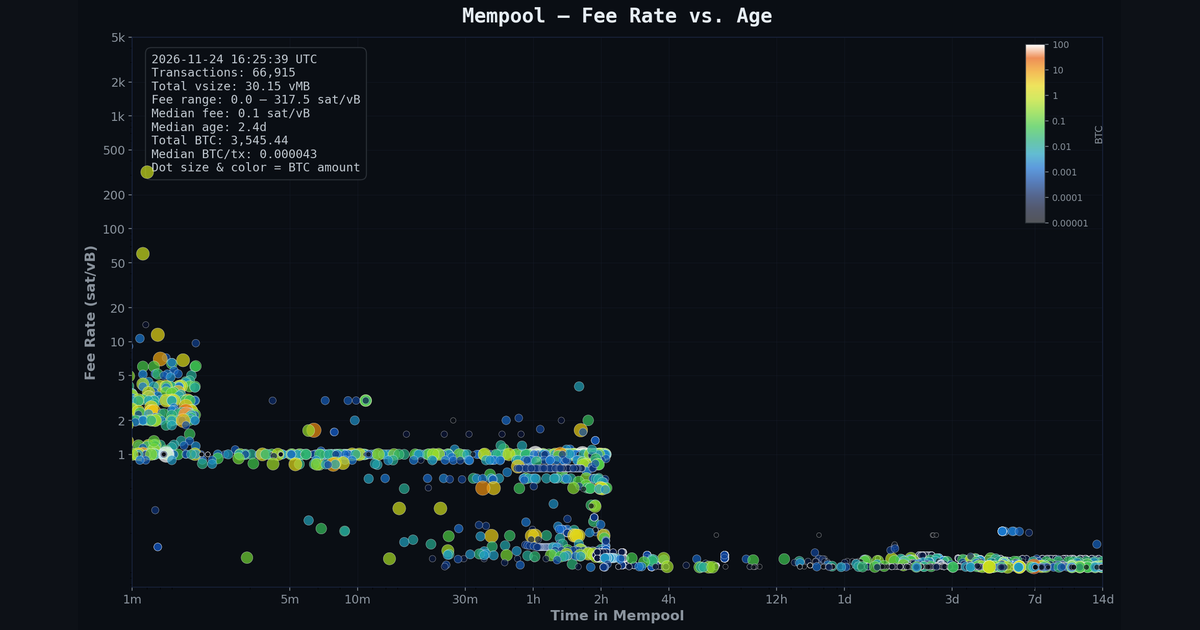 Mempool — Fee Rate vs. Age
5k
2k
1k
500
200
100
50
20
10
5
2
1
Fee Rate (sat/vB)
2026-11-24 16:25:39 UTC
Transactions: 66,915
Total vsize: 30.15 vMB
Fee range: 0.0 — 317.5 sat/vB
Median fee: 0.1 sat/vB
Median age: 2.4d
Total BTC: 3,545.44
Median BTC/tx: 0.000043
Dot size & color = BTC amount
100
10
1
0.1
0.01
0.001
0.0001
0.00001
BTC
1m
5m
10m
30m
1h
2h
4h
12h
1d
3d
7d
14d
Time in Mempool